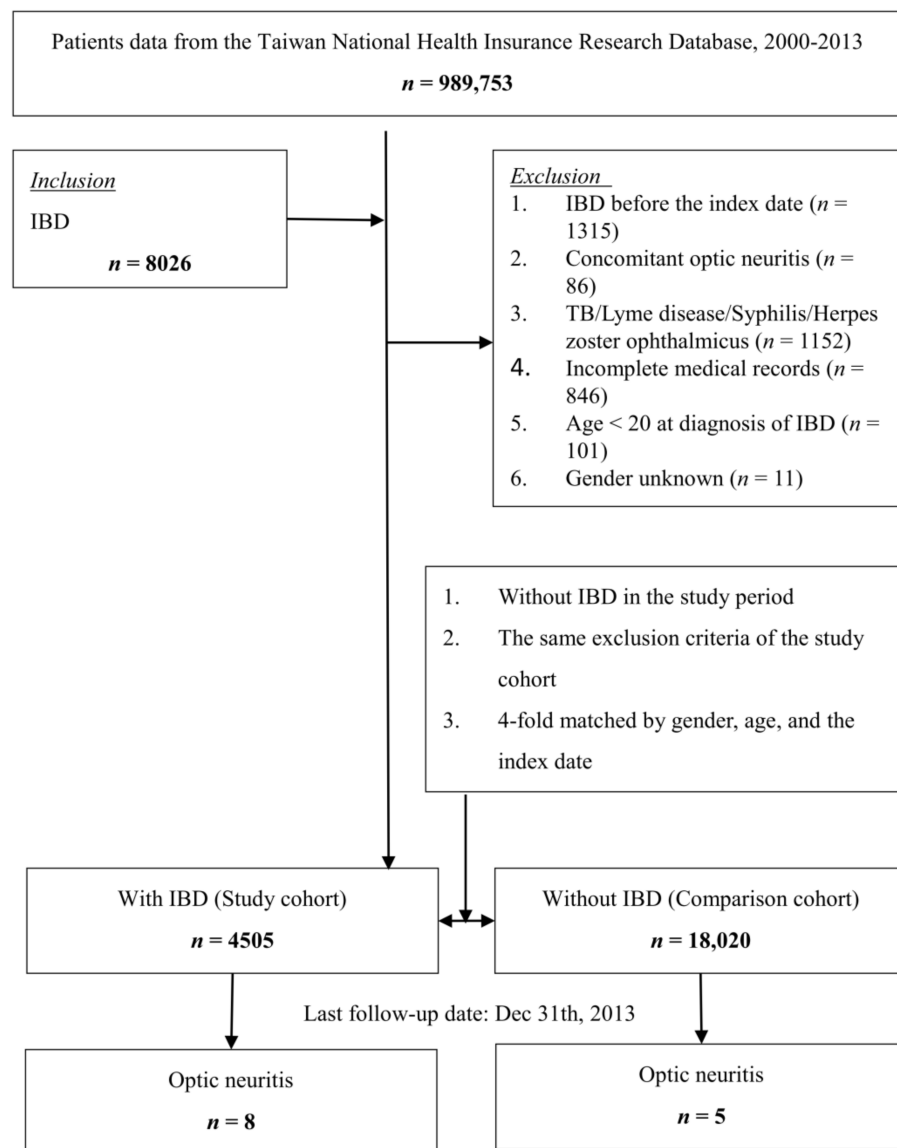 Patients data from the Taiwan National Health Insurance Research Database, 2000-2013
n = 989,753
Inclusion
IBD
n = 8026
Exclusion
1. IBD before the index date (n =
1315)
2. Concomitant optic neuritis (n =
86)
3. TB/Lyme disease/Syphilis/Herpes
zoster ophthalmicus (n = 1152)
4. Incomplete medical records (n =
846)
5. Age < 20 at diagnosis of IBD (n =
101)
6. Gender unknown (n = 11)
1. Without IBD in the study period
2. The same exclusion criteria of the study
cohort
3. 4-fold matched by gender, age, and the
index date
With IBD (Study cohort)
n = 4505
Without IBD (Comparison cohort)
n = 18,020
Last follow-up date: Dec 31th, 2013
Optic neuritis
n = 8
Optic neuritis
n = 5